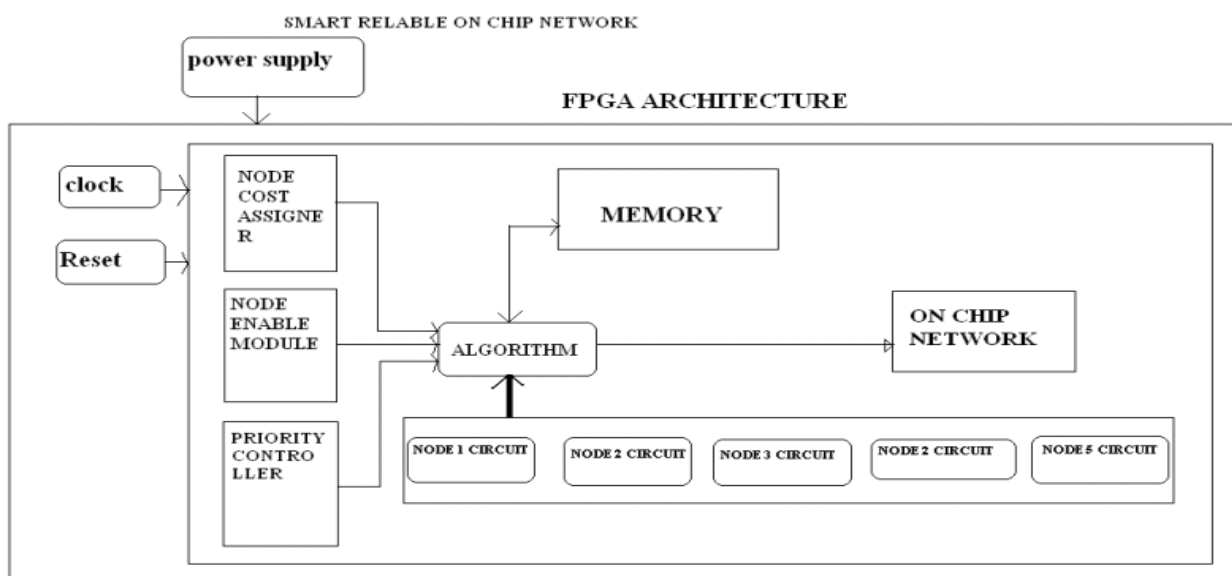 SMART RELABLE ON CHIP NETWORK
power supply
FPGA ARCHITECTURE
clock
Reset
NODE
COST
ASSIGNE
R
MEMORY
NODE
ENABLE
MODULE
ALGORITHM
ON CHIP
NETWORK
PRIORITY
CONTRO
LLER
NODE 1 CIRCUIT
NODE 2 CIRCUIT
NODE 3 CIRCUIT
NODE 2 CIRCUIT
NODE 5 CIRCUIT